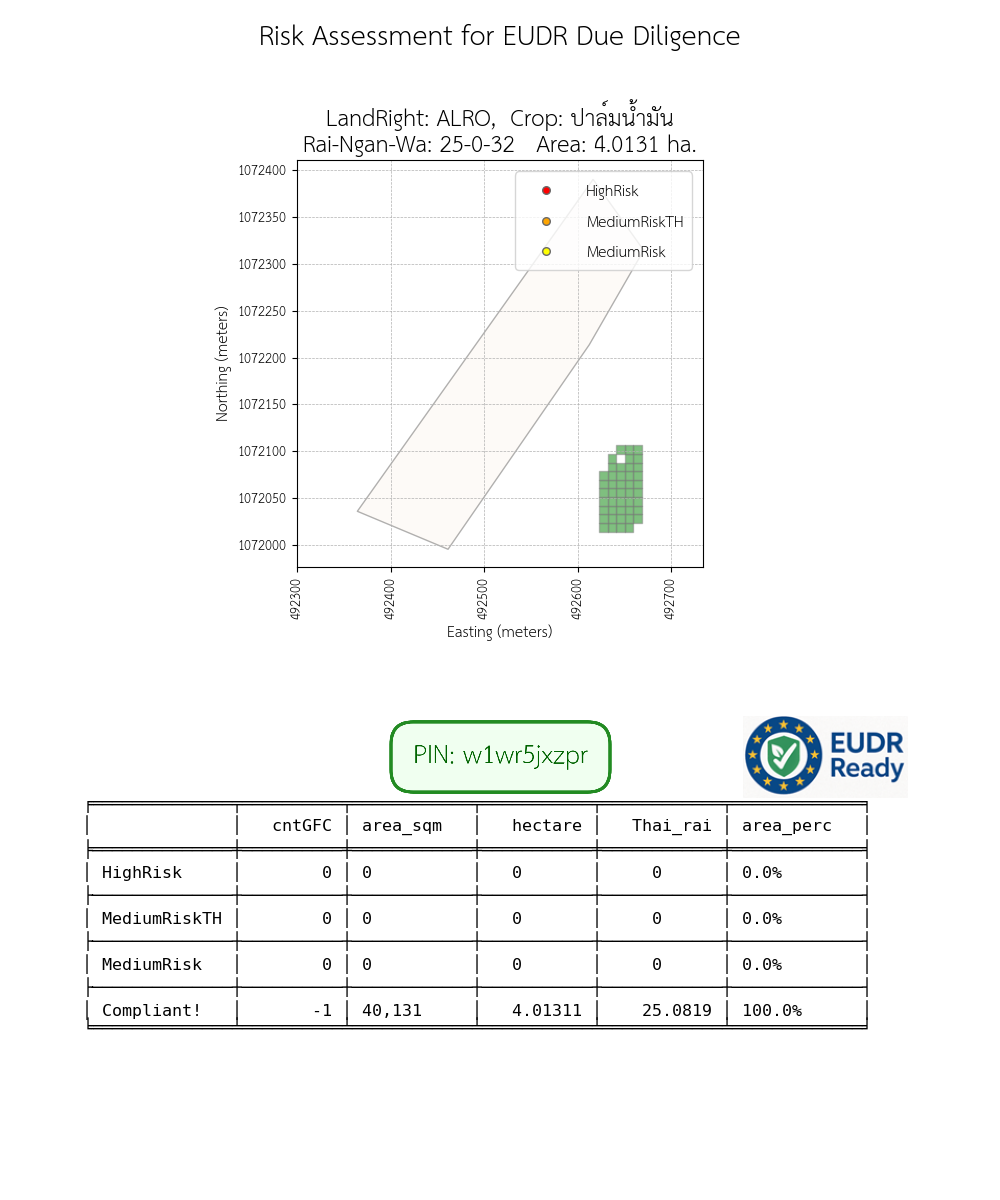 Risk Assessment for EUDR Due Diligence
LandRight: ALRO,  Crop: ปาล์มน้ำมัน
Rai-Ngan-Wa: 25-0-32   Area: 4.0131 ha.
HighRisk
MediumRiskTH
MediumRisk
1072400
1072350
1072300
1072250
1072200
1072150
1072100
1072050
1072000
Northing (meters)
492300 492400 492500 492600 492700
Easting (meters)
PIN: w1wr5jxzpr
EUDR
Ready
cntGFC area_sqm hectare Thai_rai area_perc
HighRisk 0 0 0 0 0.0%
MediumRiskTH 0 0 0 0 0.0%
MediumRisk 0 0 0 0 0.0%
Compliant! -1 40,131 4.01311 25.0819 100.0%